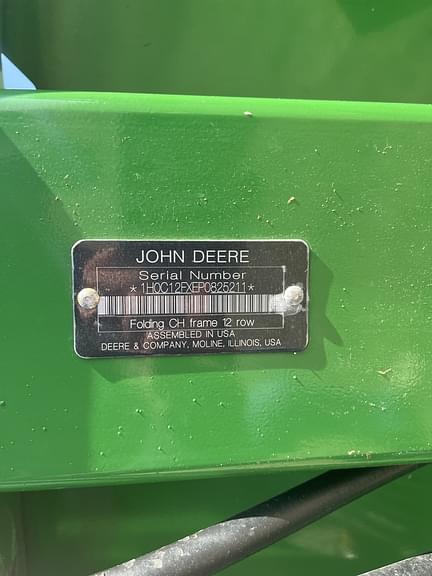 JOHN DEERE
Serial Number
*1H0C12FXEP0825211*
Folding CH frame 12 row
ASSEMBLED IN USA
DEERE & COMPANY, MOLINE, ILLINOIS, USA